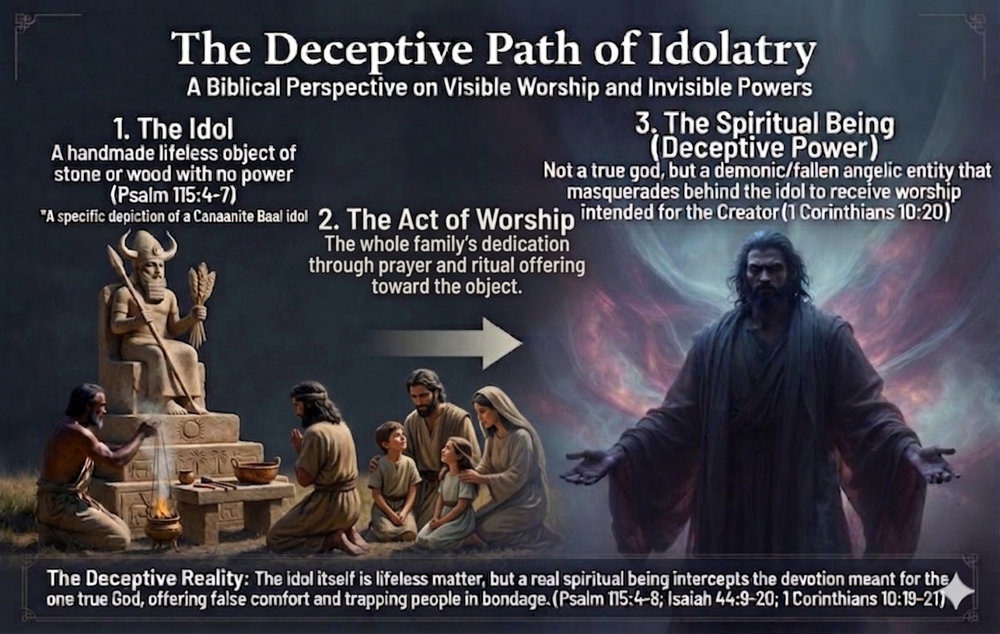 The Deceptive Path of Idolatry
A Biblical Perspective on Visible Worship and Invisible Powers
1. The Idol
A handmade lifeless object of
stone or wood with no power
(Psalm 115:4-7)
*A specific depiction of a Canaanite Baal idol
2. The Act of Worship
The whole family's dedication
through prayer and ritual offering
toward the object.
3. The Spiritual Being
(Deceptive Power)
Not a true god, but a demonic/fallen angelic entity that
masquerades behind the idol to receive worship
intended for the Creator (1 Corinthians 10:20)
The Deceptive Reality: The idol itself is lifeless matter, but a real spiritual being intercepts the devotion meant for the
one true God, offering false comfort and trapping people in bondage. (Psalm 115:4-8; Isaiah 44:9-20; 1 Corinthians 10:19-21)